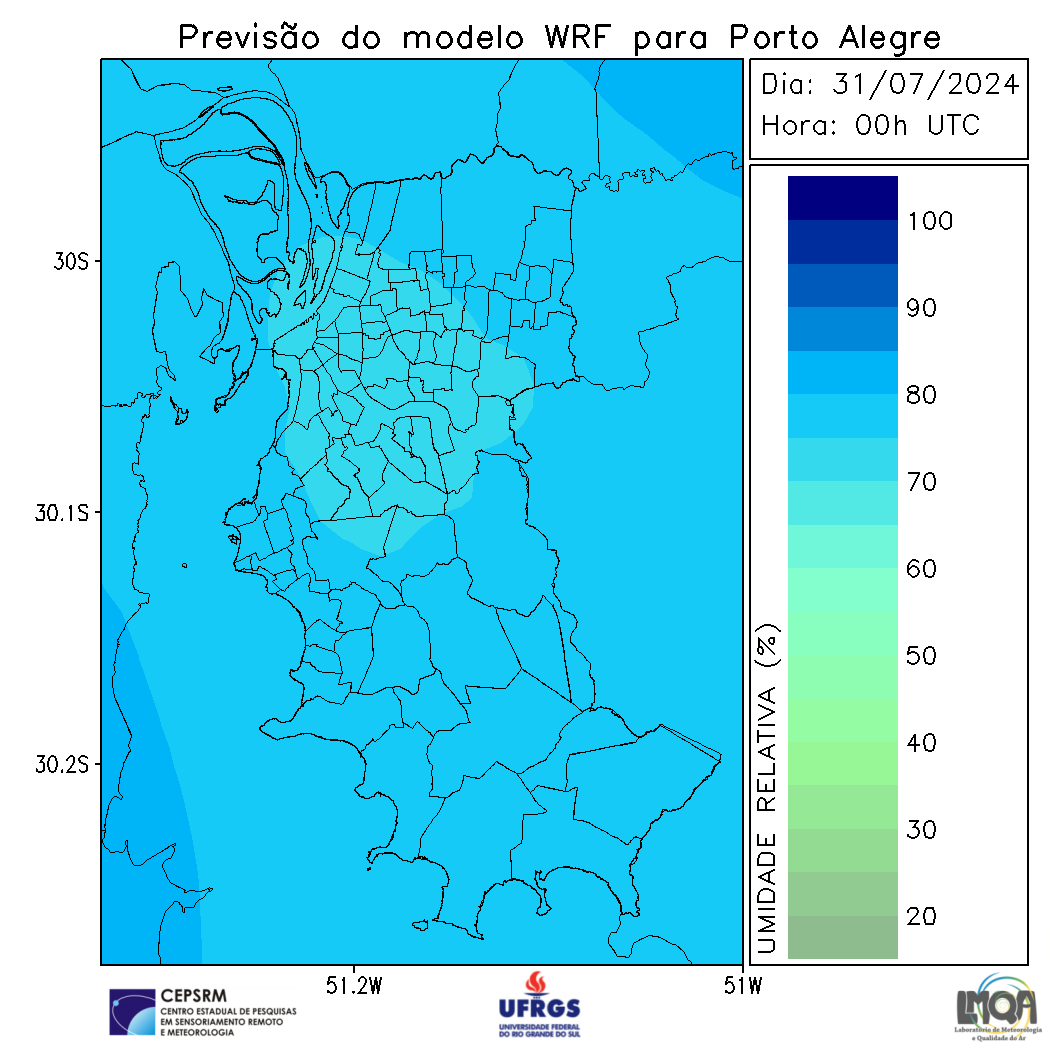 Previsão do modelo WRF para Porto Alegre
Dia: 31/07/2024
Hora: 00h UTC
30S
30.1S
30.2S
51.2W
51W
UMIDADE RELATIVA (%)
100
90
80
70
60
50
40
30
20
CEPSRM
CENTRO ESTADUAL DE PESQUISAS
EM SENSORIAMENTO REMOTO
E METEOROLOGIA
UFRGS
UNIVERSIDADE FEDERAL
DO RIO GRANDE DO SUL
LMQA
Laboratório de Meteorologia
e Qualidade do Ar